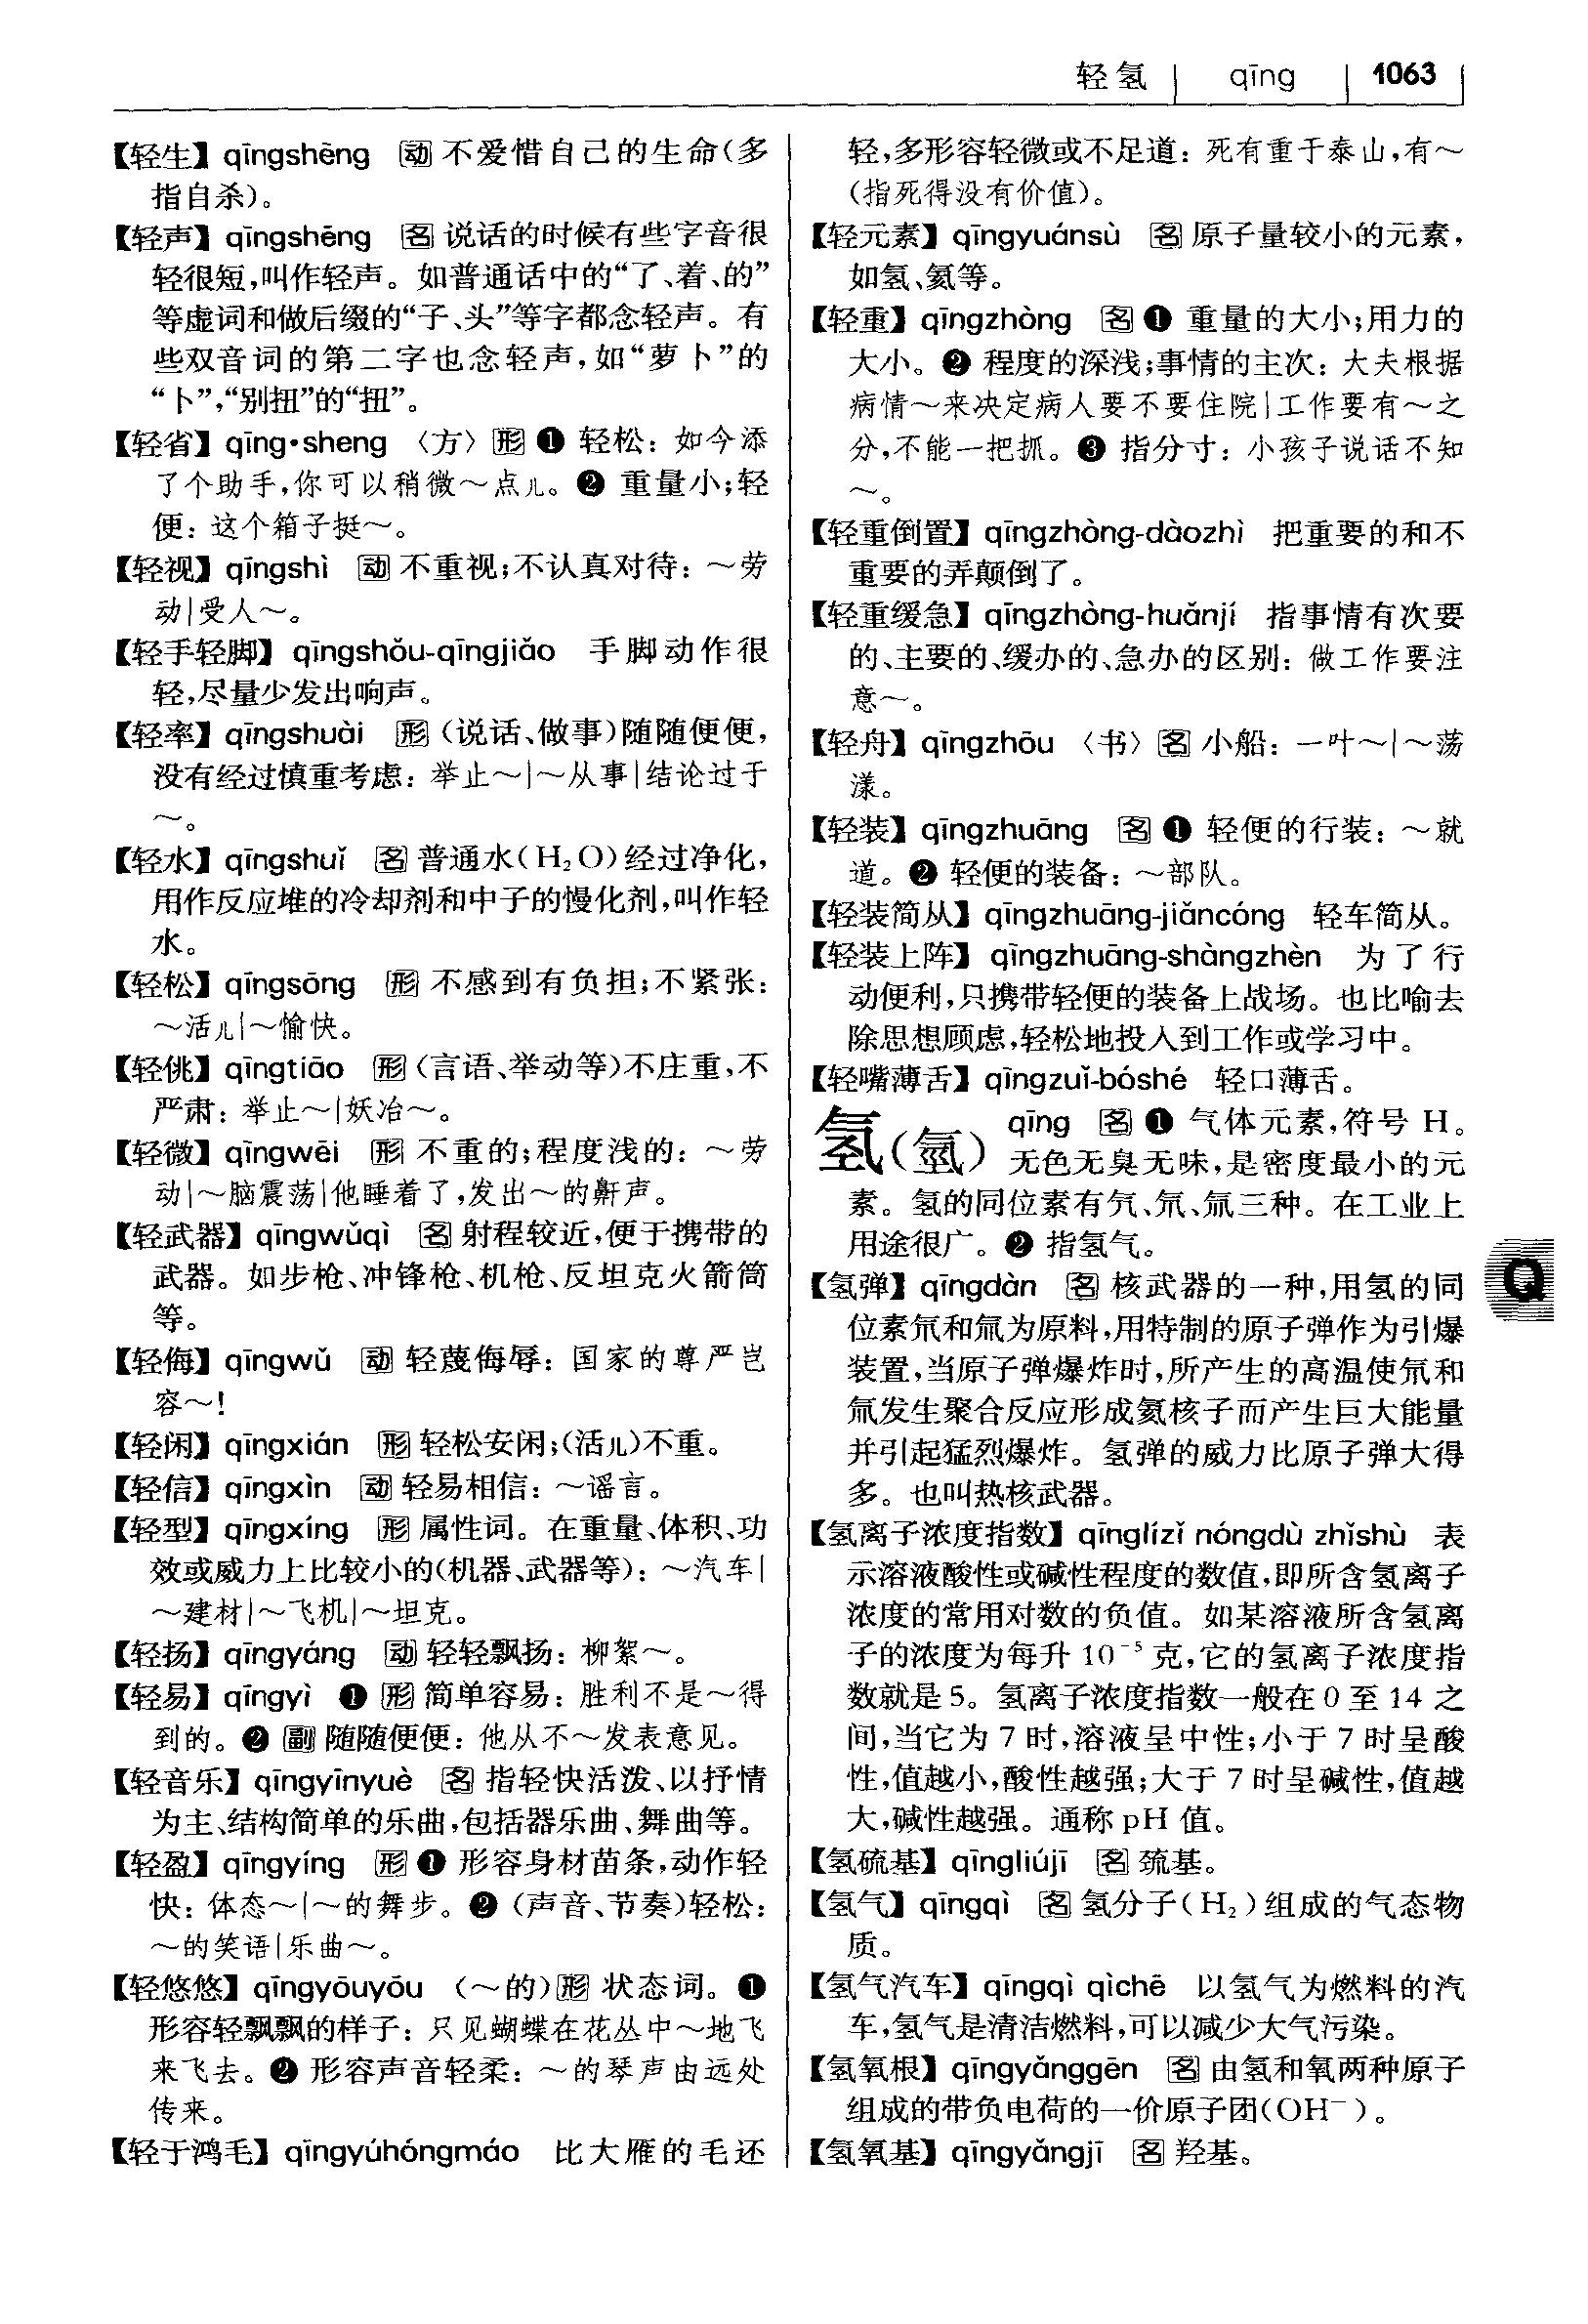 轻氢 | qīng | 1063
【轻生】qīngshēng 动 不爱惜自己的生命(多
指自杀)。
【轻声】qīngshēng 名 说话的时候有些字音很
轻很短,叫作轻声。如普通话中的“了、着、的”
等虚词和做后缀的“子、头”等字都念轻声。有
些双音词的第二字也念轻声,如“萝卜”的
“卜”,“别扭”的“扭”。
【轻省】qīng·sheng 〈方〉形 ❶ 轻松：如今添
了个助手,你可以稍微～点儿。❷ 重量小;轻
便：这个箱子挺～。
【轻视】qīngshì 动 不重视;不认真对待：～劳
动|受人～。
【轻手轻脚】qīngshǒu-qīngjiǎo 手脚动作很
轻,尽量少发出响声。
【轻率】qīngshuài 形 (说话、做事)随随便便,
没有经过慎重考虑：举止～|～从事|结论过于
～。
【轻水】qīngshuǐ 名 普通水(H₂O)经过净化,
用作反应堆的冷却剂和中子的慢化剂,叫作轻
水。
【轻松】qīngsōng 形 不感到有负担;不紧张：
～活儿|～愉快。
【轻佻】qīngtiāo 形 (言语、举动等)不庄重,不
严肃：举止～|妖冶～。
【轻微】qīngwēi 形 不重的;程度浅的：～劳
动|～脑震荡|他睡着了,发出～的鼾声。
【轻武器】qīngwǔqì 名 射程较近,便于携带的
武器。如步枪、冲锋枪、机枪、反坦克火箭筒
等。
【轻侮】qīngwǔ 动 轻蔑侮辱：国家的尊严岂
容～!
【轻闲】qīngxián 形 轻松安闲;(活儿)不重。
【轻信】qīngxìn 动 轻易相信：～谣言。
【轻型】qīngxíng 形 属性词。在重量、体积、功
效或威力上比较小的(机器、武器等)：～汽车|
～建材|～飞机|～坦克。
【轻扬】qīngyáng 动 轻轻飘扬：柳絮～。
【轻易】qīngyì ❶ 形 简单容易：胜利不是～得
到的。❷ 副 随随便便：他从不～发表意见。
【轻音乐】qīngyīnyuè 名 指轻快活泼、以抒情
为主、结构简单的乐曲,包括器乐曲、舞曲等。
【轻盈】qīngyíng 形 ❶ 形容身材苗条,动作轻
快：体态～|～的舞步。❷ (声音、节奏)轻松：
～的笑语|乐曲～。
【轻悠悠】qīngyōuyōu (～的)形 状态词。❶
形容轻飘飘的样子：只见蝴蝶在花丛中～地飞
来飞去。❷ 形容声音轻柔：～的琴声由远处
传来。
【轻于鸿毛】qīngyúhóngmáo 比大雁的毛还
轻,多形容轻微或不足道：死有重于泰山,有～
(指死得没有价值)。
【轻元素】qīngyuánsù 名 原子量较小的元素,
如氢、氦等。
【轻重】qīngzhòng 名 ❶ 重量的大小;用力的
大小。❷ 程度的深浅;事情的主次：大夫根据
病情～来决定病人要不要住院|工作要有～之
分,不能一把抓。❸ 指分寸：小孩子说话不知
～。
【轻重倒置】qīngzhòng-dàozhì 把重要的和不
重要的弄颠倒了。
【轻重缓急】qīngzhòng-huǎnjí 指事情有次要
的、主要的、缓办的、急办的区别：做工作要注
意～。
【轻舟】qīngzhōu 〈书〉名 小船：一叶～|～荡
漾。
【轻装】qīngzhuāng 名 ❶ 轻便的行装：～就
道。❷ 轻便的装备：～部队。
【轻装简从】qīngzhuāng-jiǎncóng 轻车简从。
【轻装上阵】qīngzhuāng-shàngzhèn 为了行
动便利,只携带轻便的装备上战场。也比喻去
除思想顾虑,轻松地投入到工作或学习中。
【轻嘴薄舌】qīngzuǐ-bóshé 轻口薄舌。
氢(氫) qīng 名 ❶ 气体元素,符号 H。
无色无臭无味,是密度最小的元
素。氢的同位素有氕、氘、氚三种。在工业上
用途很广。❷ 指氢气。
【氢弹】qīngdàn 名 核武器的一种,用氢的同
位素氘和氚为原料,用特制的原子弹作为引爆
装置,当原子弹爆炸时,所产生的高温使氘和
氚发生聚合反应形成氦核子而产生巨大能量
并引起猛烈爆炸。氢弹的威力比原子弹大得
多。也叫热核武器。
【氢离子浓度指数】qīnglízǐ nóngdù zhǐshù 表
示溶液酸性或碱性程度的数值,即所含氢离子
浓度的常用对数的负值。如某溶液所含氢离
子的浓度为每升 10⁻⁵ 克,它的氢离子浓度指
数就是 5。氢离子浓度指数一般在 0 至 14 之
间,当它为 7 时,溶液呈中性;小于 7 时呈酸
性,值越小,酸性越强;大于 7 时呈碱性,值越
大,碱性越强。通称 pH 值。
【氢硫基】qīngliújī 名 巯基。
【氢气】qīngqì 名 氢分子(H₂)组成的气态物
质。
【氢气汽车】qīngqì qìchē 以氢气为燃料的汽
车,氢气是清洁燃料,可以减少大气污染。
【氢氧根】qīngyǎnggēn 名 由氢和氧两种原子
组成的带负电荷的一价原子团(OH⁻)。
【氢氧基】qīngyǎngjī 名 羟基。
Q